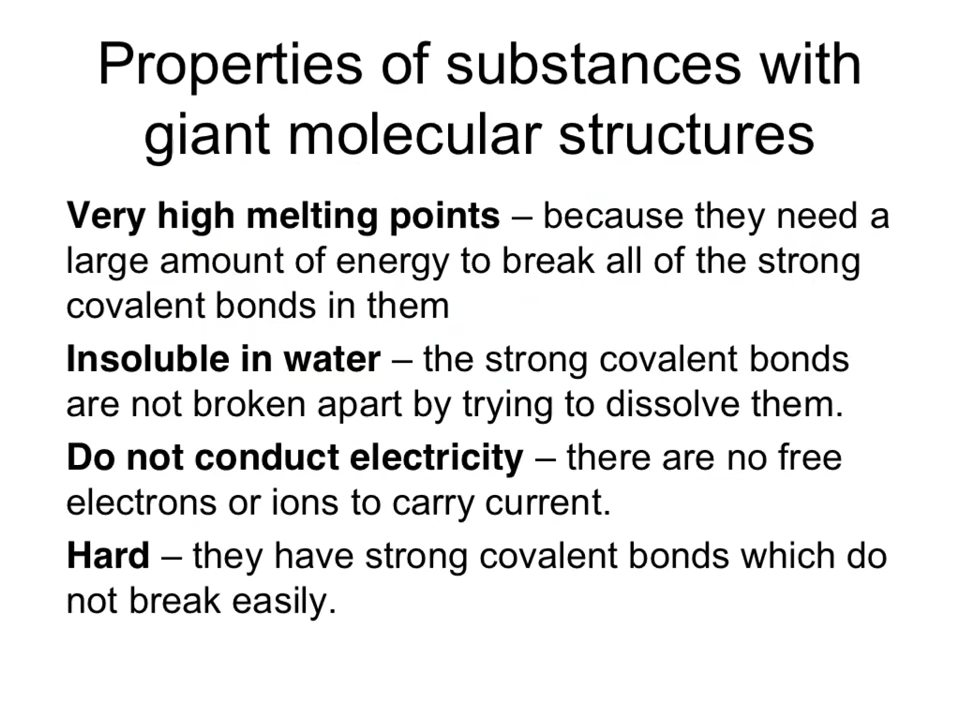 Properties of substances with
giant molecular structures
Very high melting points – because they need a
large amount of energy to break all of the strong
covalent bonds in them
Insoluble in water – the strong covalent bonds
are not broken apart by trying to dissolve them.
Do not conduct electricity – there are no free
electrons or ions to carry current.
Hard – they have strong covalent bonds which do
not break easily.